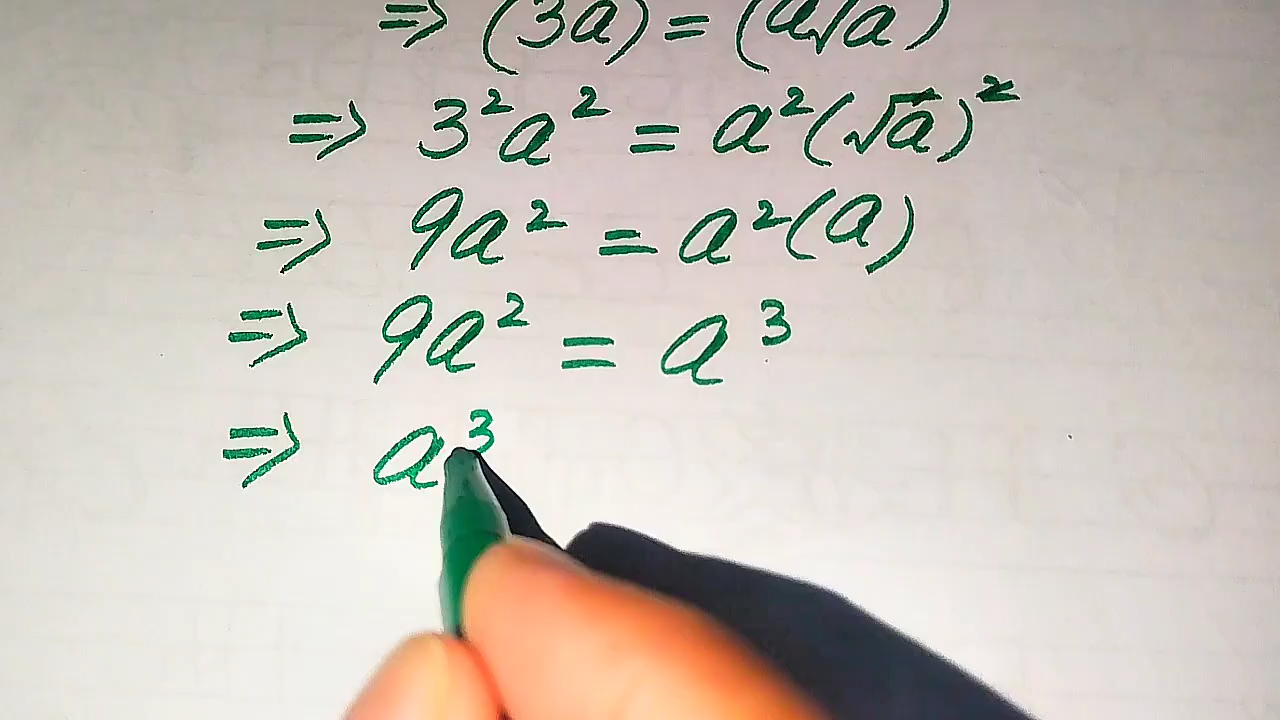 ⇒ (3a) = (a√a)
⇒ 3²a² = a²(√a)²
⇒ 9a² = a²(a)
⇒ 9a² = a³
⇒ a³